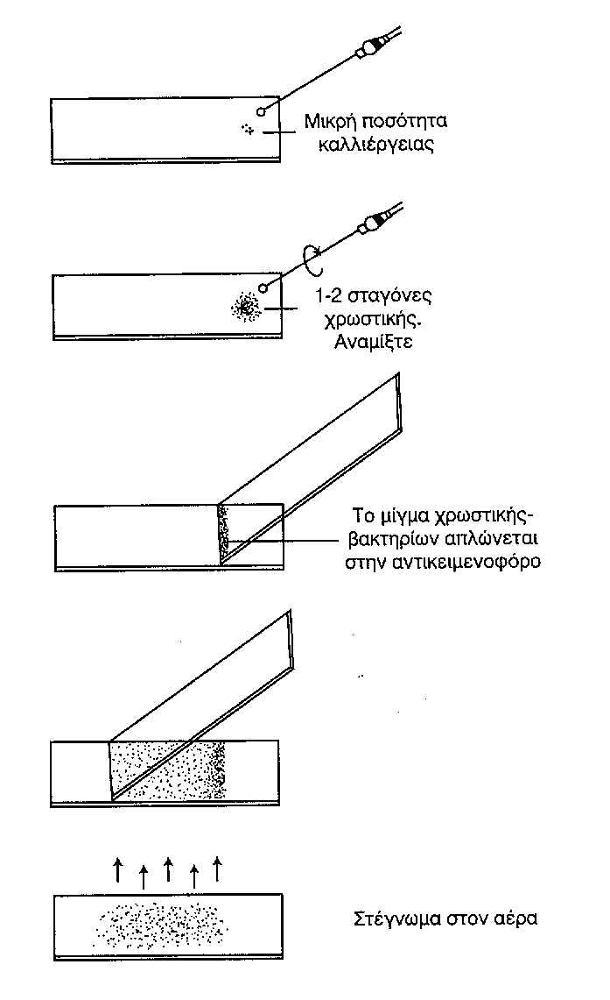 Μικρή ποσότητα
καλλιέργειας
1-2 σταγόνες
χρωστικής.
Αναμίξτε
Το μίγμα χρωστικής-
βακτηρίων απλώνεται
στην αντικειμενοφόρο
Στέγνωμα στον αέρα